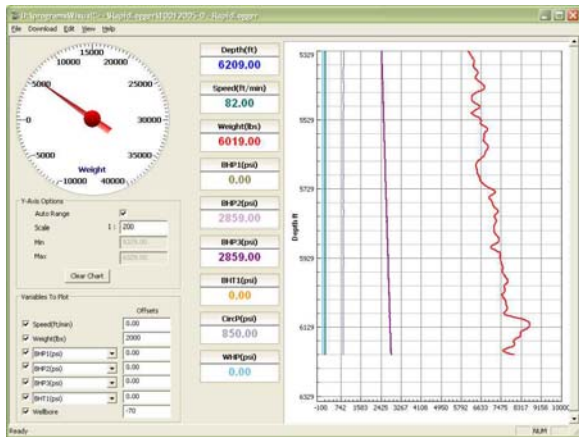 File Download Edit View Help
15000
10000 20000
5000 25000
0 30000
-5000 35000
Weight
-10000 40000
Y-Axis Options
Auto Range
Scale 1 : 200
Min
Max
Clear Chart
Variables To Plot
Offsets
Speed(ft/min) 0.00
Weight(lbs) 2000
BHP1(psi) 0.00
BHP2(psi) 0.00
BHP3(psi) 0.00
BHT1(psi) 0.00
Wellbore -70
Depth(ft)
6209.00
Speed(ft/min)
82.00
Weight(lbs)
6019.00
BHP1(psi)
0.00
BHP2(psi)
2859.00
BHP3(psi)
2859.00
BHT1(psi)
0.00
CircP(psi)
850.00
WHP(psi)
0.00
Depth ft
5329
5529
5729
5929
6129
6329
-100 742 1583 2425 3267 4108 4950 5792 6633 7475 8317 9158 10000
Ready NUM